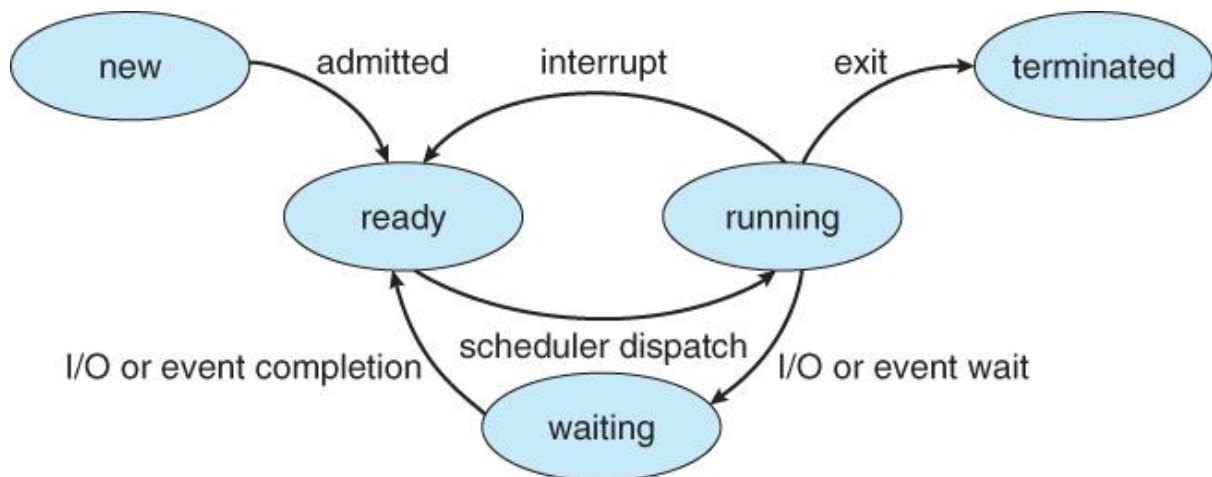 new
admitted
interrupt
exit
terminated
ready
running
scheduler dispatch
I/O or event completion
I/O or event wait
waiting